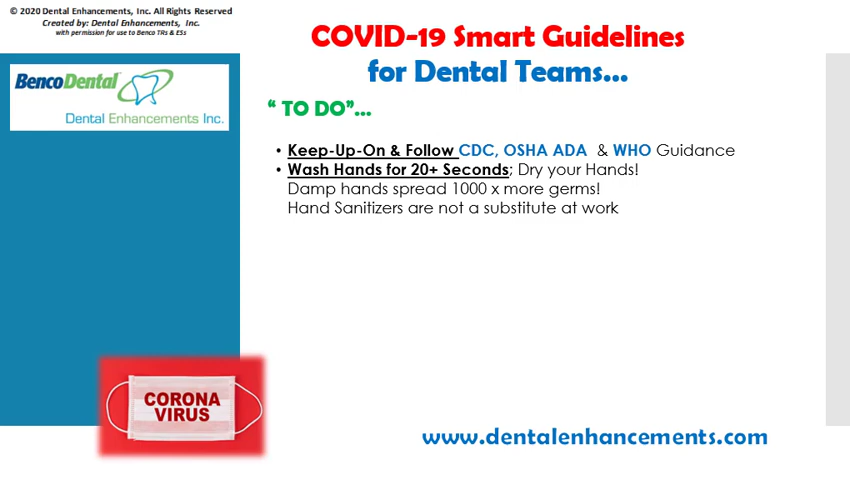 © 2020 Dental Enhancements, Inc. All Rights Reserved
Created by: Dental Enhancements, Inc.
with permission for use to Benco TRs & ESs
BencoDental
Dental Enhancements Inc.
COVID-19 Smart Guidelines
for Dental Teams...
“ TO DO”...
• Keep-Up-On & Follow CDC, OSHA ADA & WHO Guidance
• Wash Hands for 20+ Seconds; Dry your Hands!
Damp hands spread 1000 x more germs!
Hand Sanitizers are not a substitute at work
CORONA
VIRUS
www.dentalenhancements.com